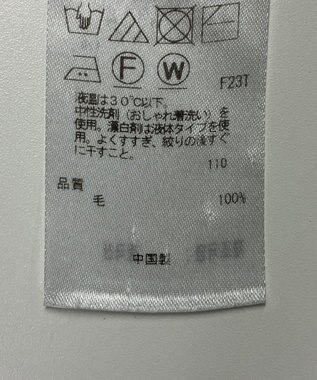 F W
F23T
液温は30℃以下。
中性洗剤(おしゃれ着洗い)を
使用。漂白剤は液体タイプを使
用。よくすすぎ、絞りの後すぐ
に干すこと。
110
品質
毛 100%
中国製